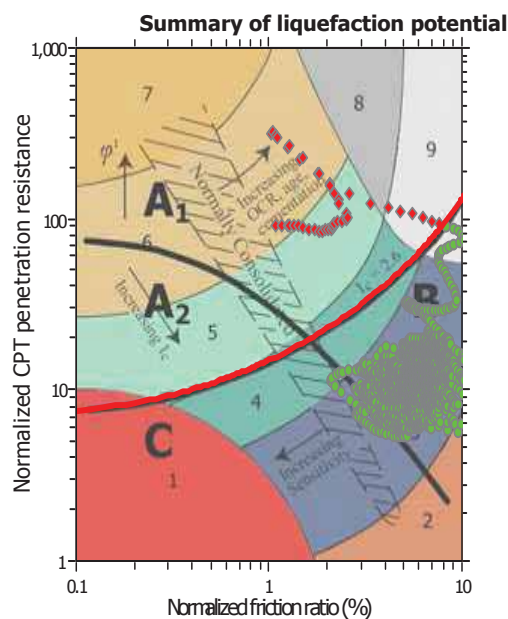 Summary of liquefaction potential
1,000
100
10
1
Normalized CPT penetration resistance
7
8
9
φ'
A1
Increasing
OCR, age,
cementation
Normally Consolidated
6
A2
Increasing Ic
5
Ic = 2.6
B
4
C
1
Increasing
Sensitivity
2
0.1
1
10
Normalized friction ratio (%)